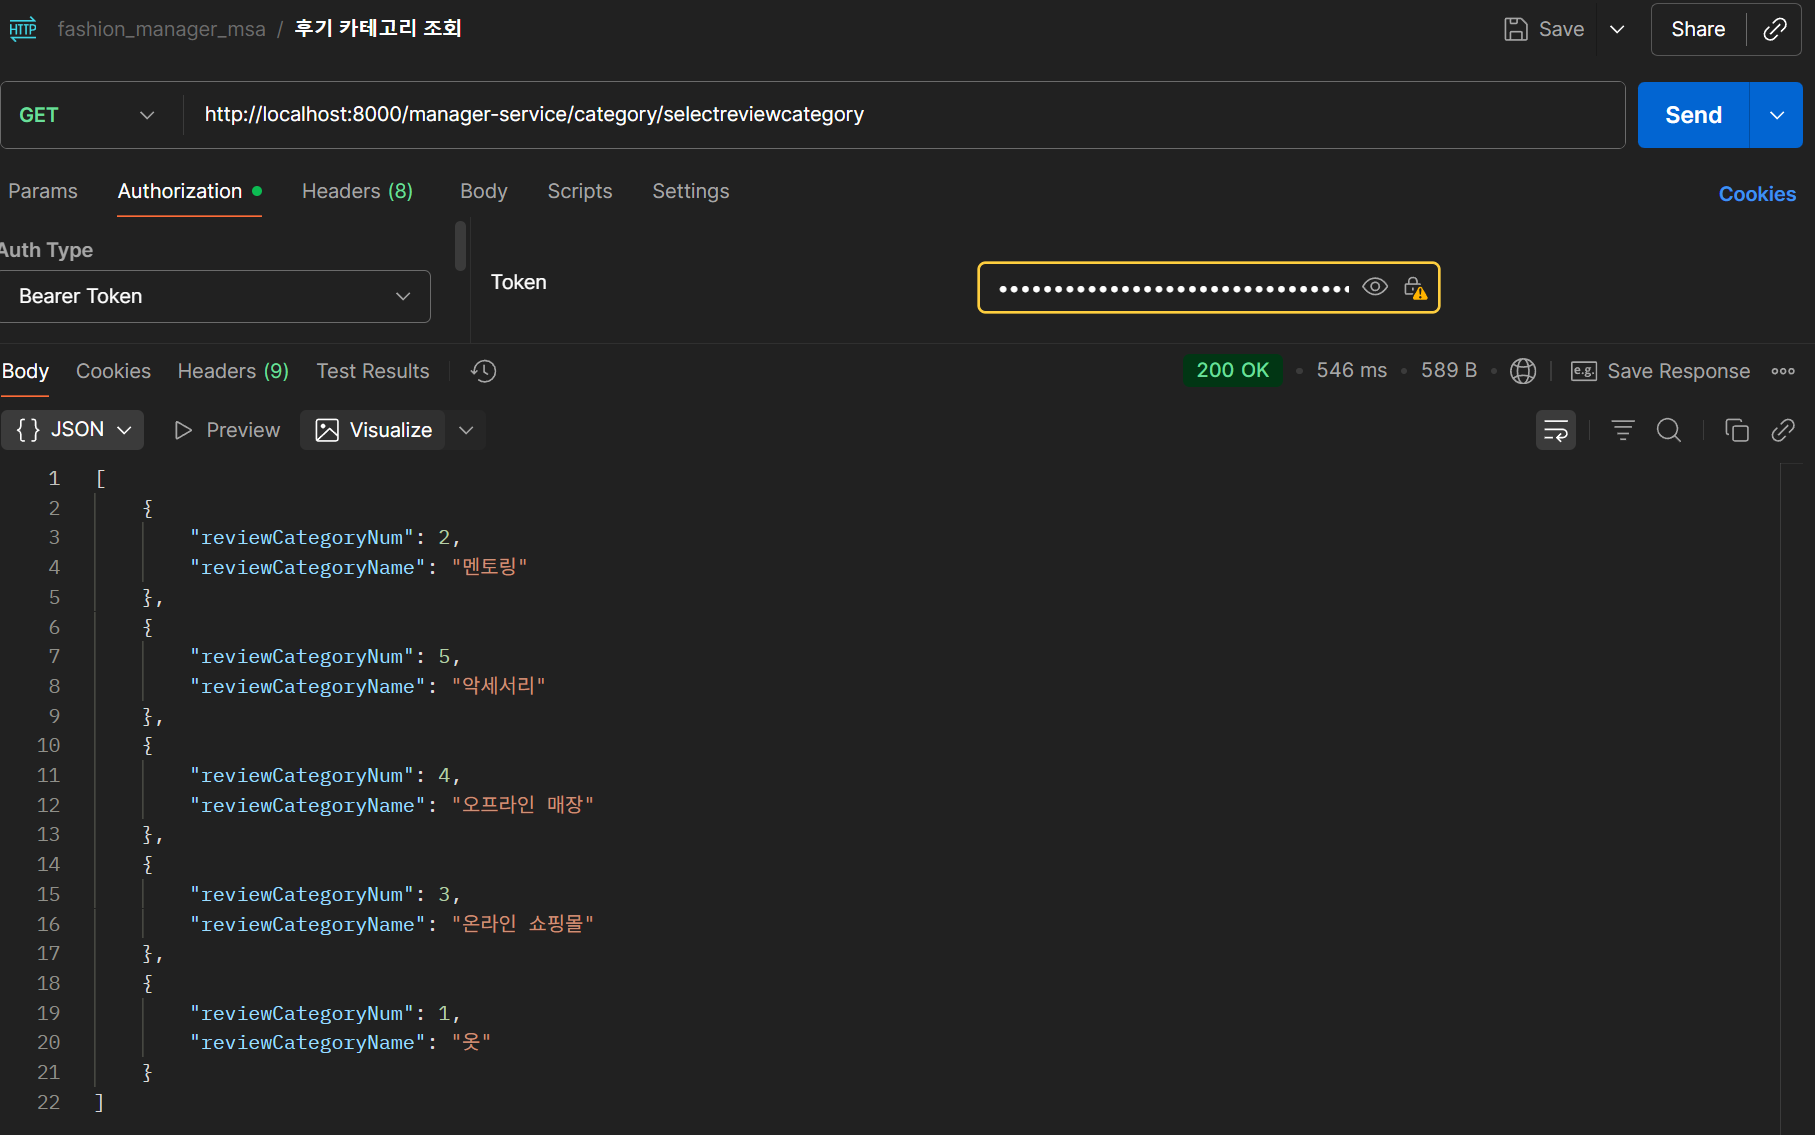 HTTP fashion_manager_msa / 후기 카테고리 조회 Save Share
GET http://localhost:8000/manager-service/category/selectreviewcategory Send
Params Authorization Headers (8) Body Scripts Settings Cookies
Auth Type
Bearer Token
Token
Body Cookies Headers (9) Test Results 200 OK • 546 ms • 589 B e.g. Save Response
{ } JSON Preview Visualize
1 [
2 {
3 "reviewCategoryNum": 2,
4 "reviewCategoryName": "멘토링"
5 },
6 {
7 "reviewCategoryNum": 5,
8 "reviewCategoryName": "악세서리"
9 },
10 {
11 "reviewCategoryNum": 4,
12 "reviewCategoryName": "오프라인 매장"
13 },
14 {
15 "reviewCategoryNum": 3,
16 "reviewCategoryName": "온라인 쇼핑몰"
17 },
18 {
19 "reviewCategoryNum": 1,
20 "reviewCategoryName": "옷"
21 }
22 ]